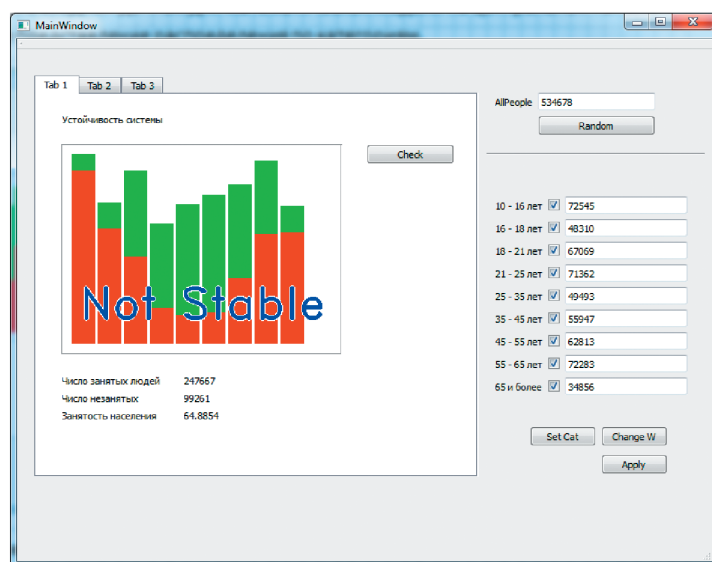 MainWindow
Tab 1 Tab 2 Tab 3
Устойчивость системы
Check
Not Stable
Число занятых людей 247667
Число незанятых 99261
Занятость населения 64.8854
AllPeople 534678
Random
10 - 16 лет 72545
16 - 18 лет 48310
18 - 21 лет 67069
21 - 25 лет 71362
25 - 35 лет 49493
35 - 45 лет 55947
45 - 55 лет 62813
55 - 65 лет 72283
65 и более 34856
Set Cat Change W
Apply